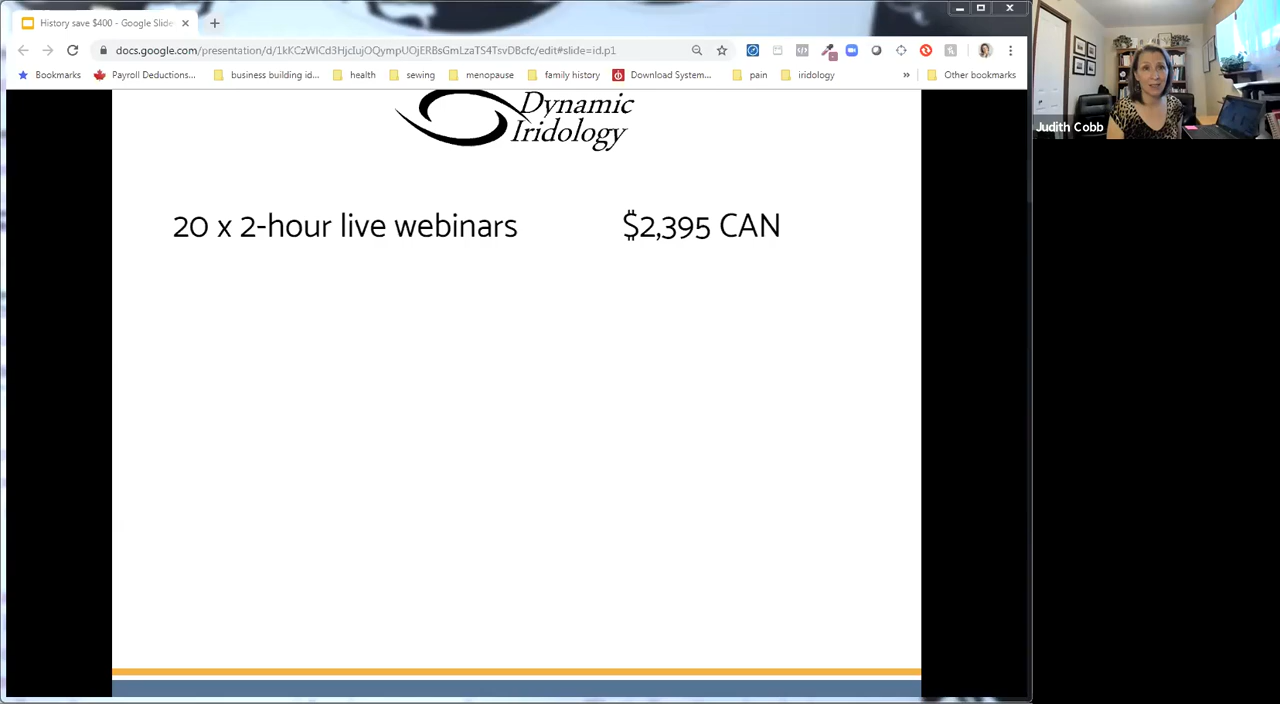 History save $400 - Google Slide
docs.google.com/presentation/d/1kKCzWlCd3HjcIujOQympUOjERBsGmLzaTS4TsvDBcfc/edit#slide=id.p1
Bookmarks Payroll Deductions... business building id... health sewing menopause family history Download System... pain iridology » Other bookmarks
Judith Cobb
Dynamic
Iridology
20 x 2-hour live webinars $2,395 CAN